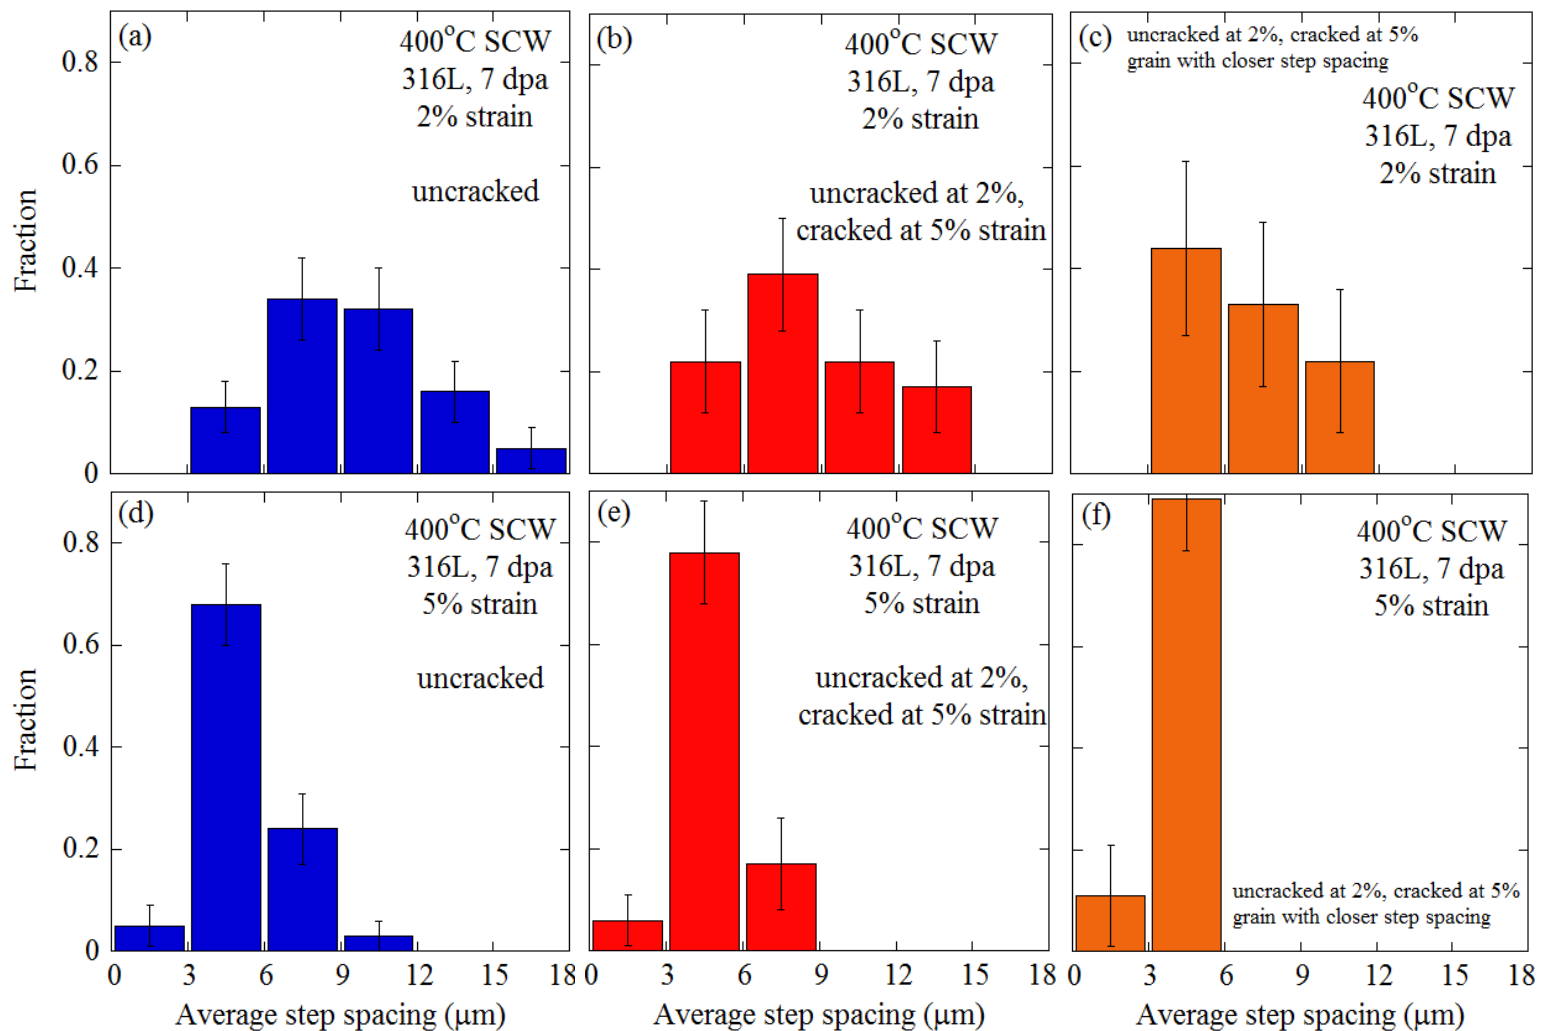 (a)
400°C SCW
316L, 7 dpa
2% strain
uncracked
0.8
0.6
0.4
0.2
0
Fraction
(b)
400°C SCW
316L, 7 dpa
2% strain
uncracked at 2%,
cracked at 5% strain
(c)
uncracked at 2%, cracked at 5%
grain with closer step spacing
400°C SCW
316L, 7 dpa
2% strain
(d)
400°C SCW
316L, 7 dpa
5% strain
uncracked
0.8
0.6
0.4
0.2
0
Fraction
0 3 6 9 12 15 18
Average step spacing (μm)
(e)
400°C SCW
316L, 7 dpa
5% strain
uncracked at 2%,
cracked at 5% strain
0 3 6 9 12 15 18
Average step spacing (μm)
(f)
400°C SCW
316L, 7 dpa
5% strain
uncracked at 2%, cracked at 5%
grain with closer step spacing
0 3 6 9 12 15 18
Average step spacing (μm)